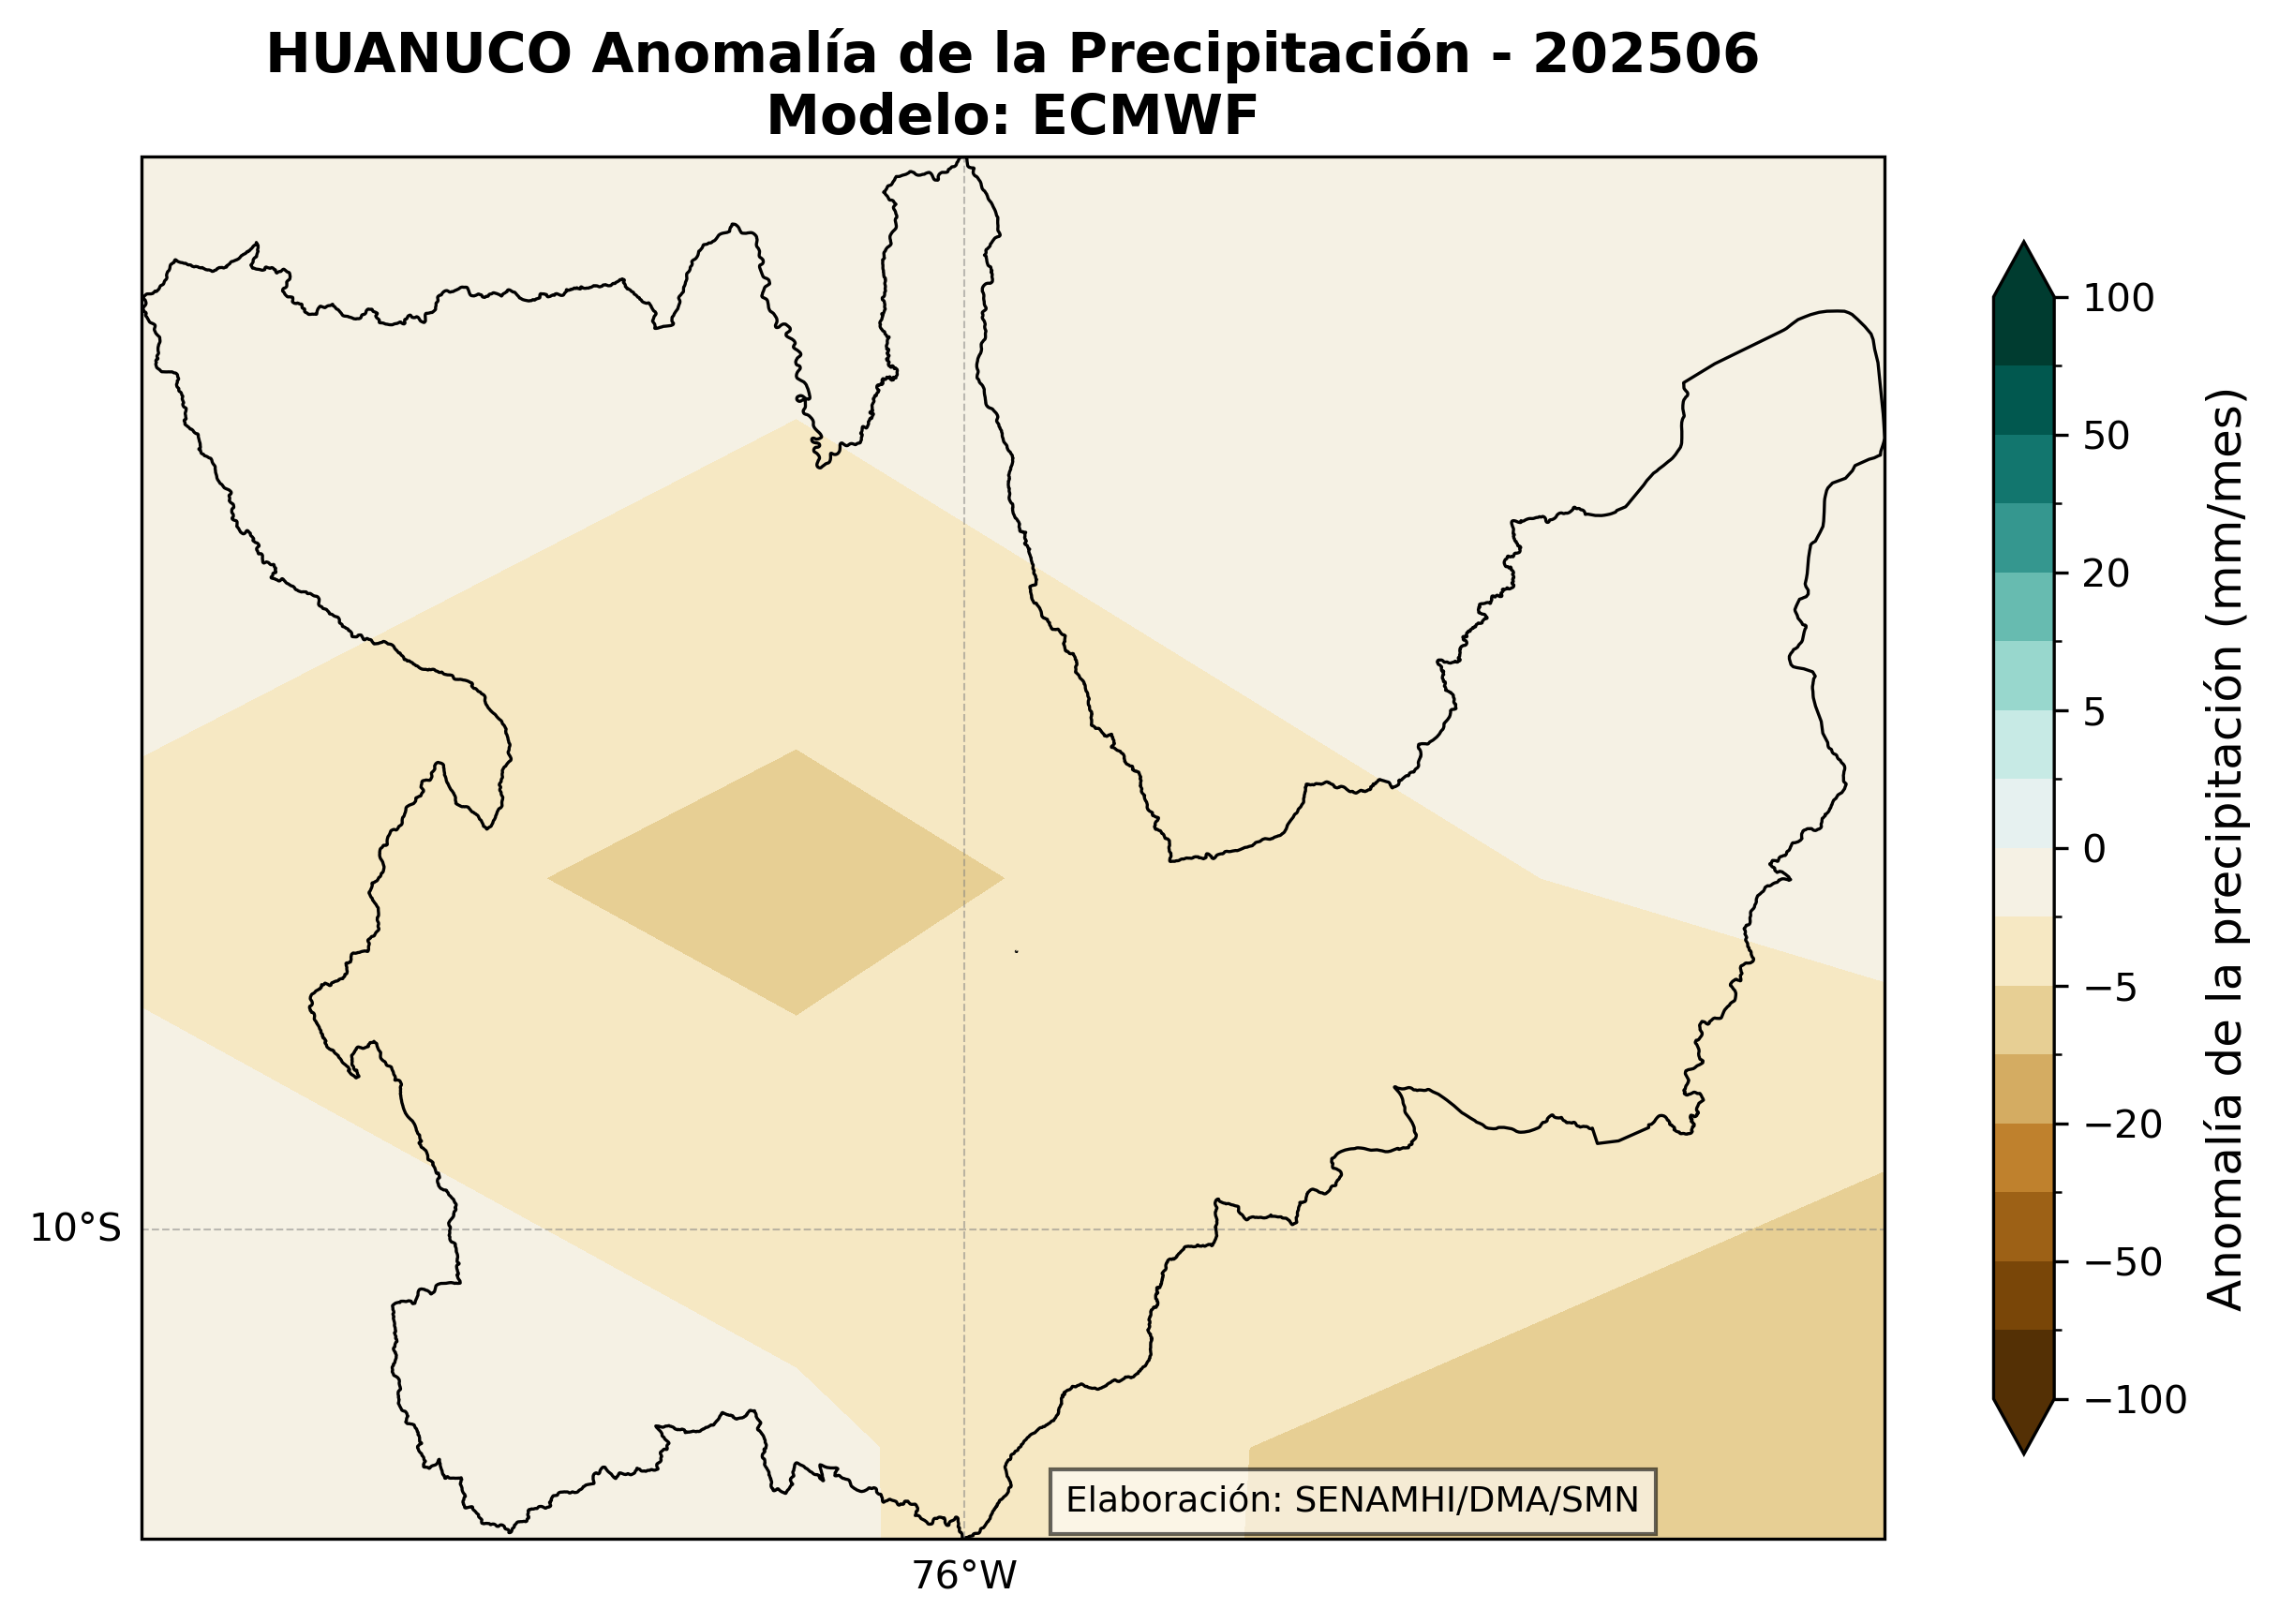 HUANUCO Anomalía de la Precipitación - 202506
Modelo: ECMWF
100
50
20
5
0
−5
−20
−50
−100
Anomalía de la precipitación (mm/mes)
10°S
76°W
Elaboración: SENAMHI/DMA/SMN